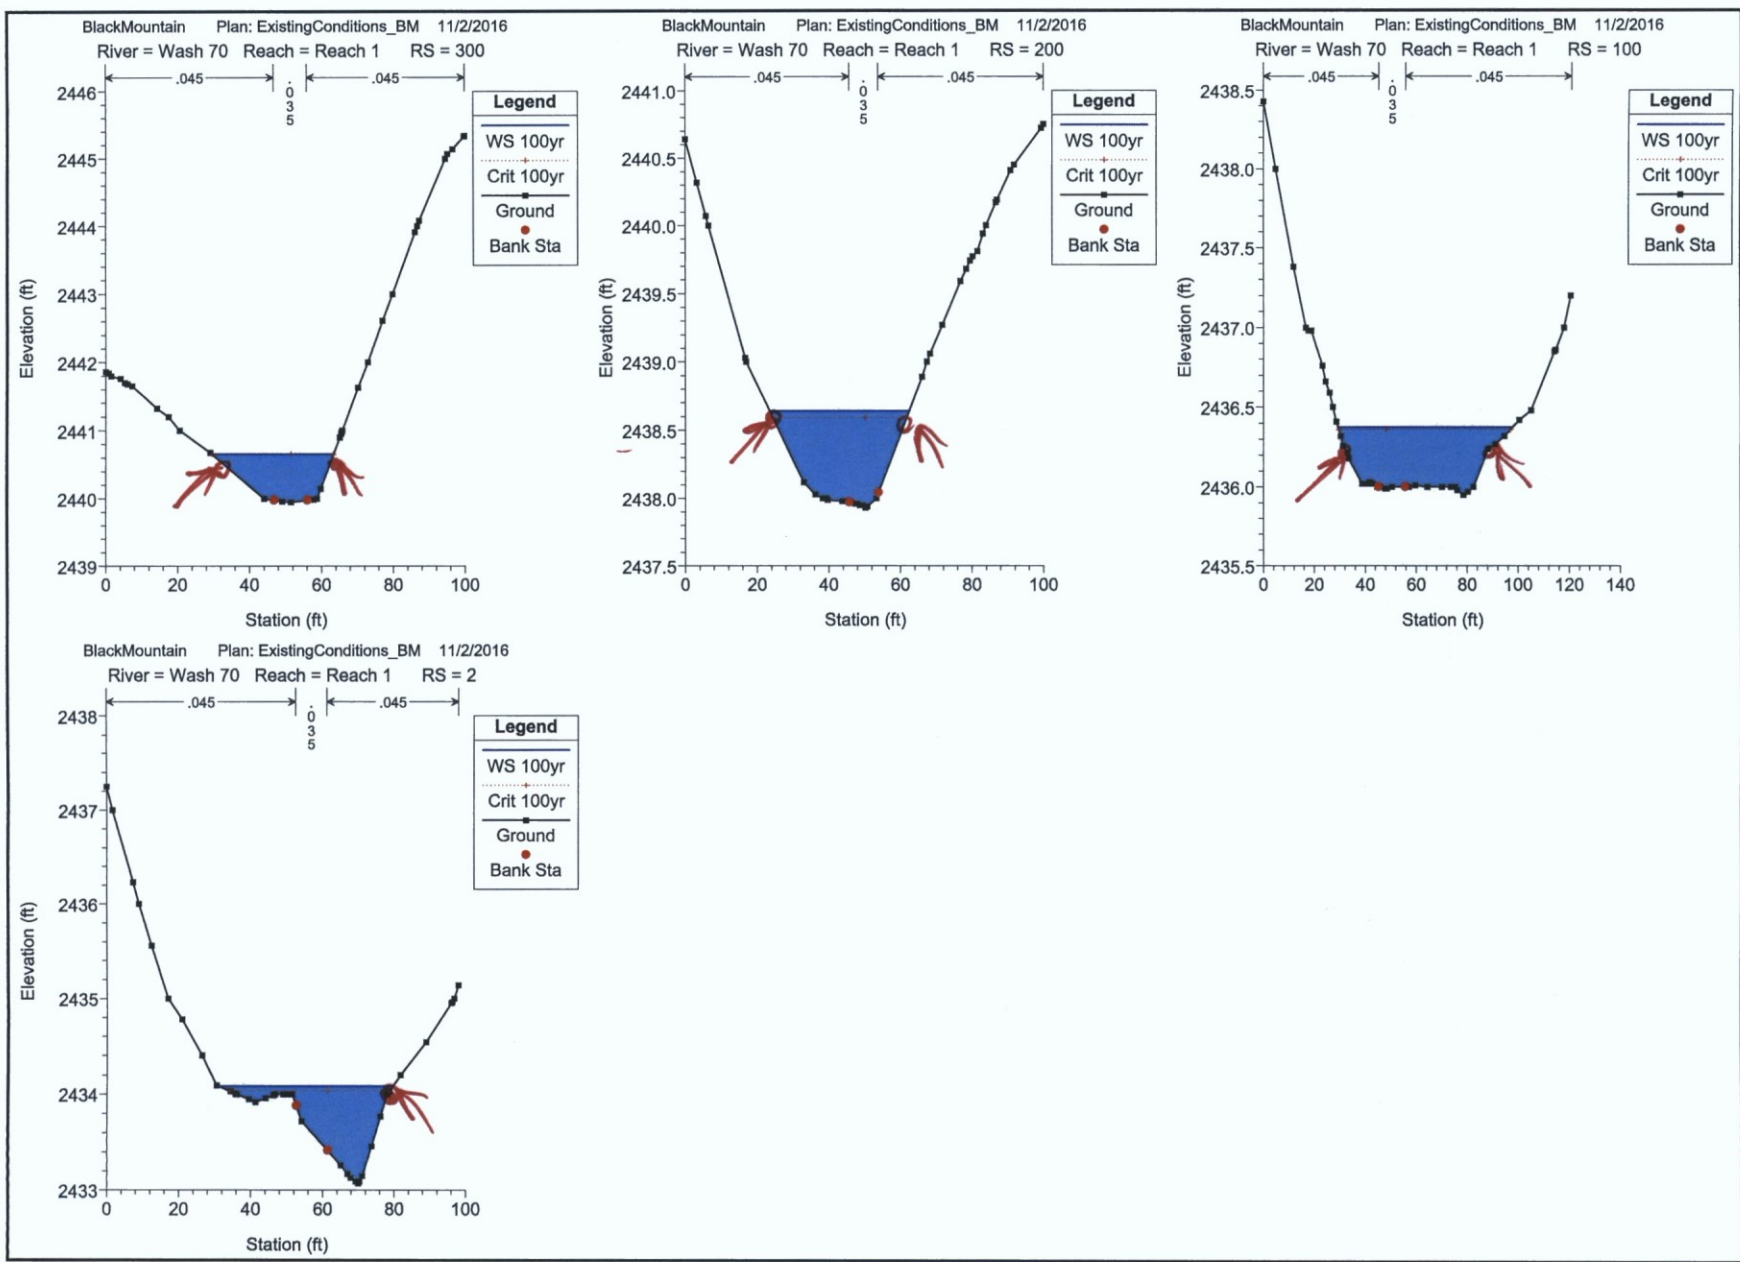 BlackMountain Plan: ExistingConditions_BM 11/2/2016
River = Wash 70 Reach = Reach 1 RS = 300
.045
.035
.045
Legend
WS 100yr
Crit 100yr
Ground
Bank Sta
Elevation (ft)
2446
2445
2444
2443
2442
2441
2440
2439
0 20 40 60 80 100
Station (ft)
BlackMountain Plan: ExistingConditions_BM 11/2/2016
River = Wash 70 Reach = Reach 1 RS = 200
.045
.035
.045
Legend
WS 100yr
Crit 100yr
Ground
Bank Sta
Elevation (ft)
2441.0
2440.5
2440.0
2439.5
2439.0
2438.5
2438.0
2437.5
0 20 40 60 80 100
Station (ft)
BlackMountain Plan: ExistingConditions_BM 11/2/2016
River = Wash 70 Reach = Reach 1 RS = 100
.045
.035
.045
Legend
WS 100yr
Crit 100yr
Ground
Bank Sta
Elevation (ft)
2438.5
2438.0
2437.5
2437.0
2436.5
2436.0
2435.5
0 20 40 60 80 100 120 140
Station (ft)
BlackMountain Plan: ExistingConditions_BM 11/2/2016
River = Wash 70 Reach = Reach 1 RS = 2
.045
.035
.045
Legend
WS 100yr
Crit 100yr
Ground
Bank Sta
Elevation (ft)
2438
2437
2436
2435
2434
2433
0 20 40 60 80 100
Station (ft)